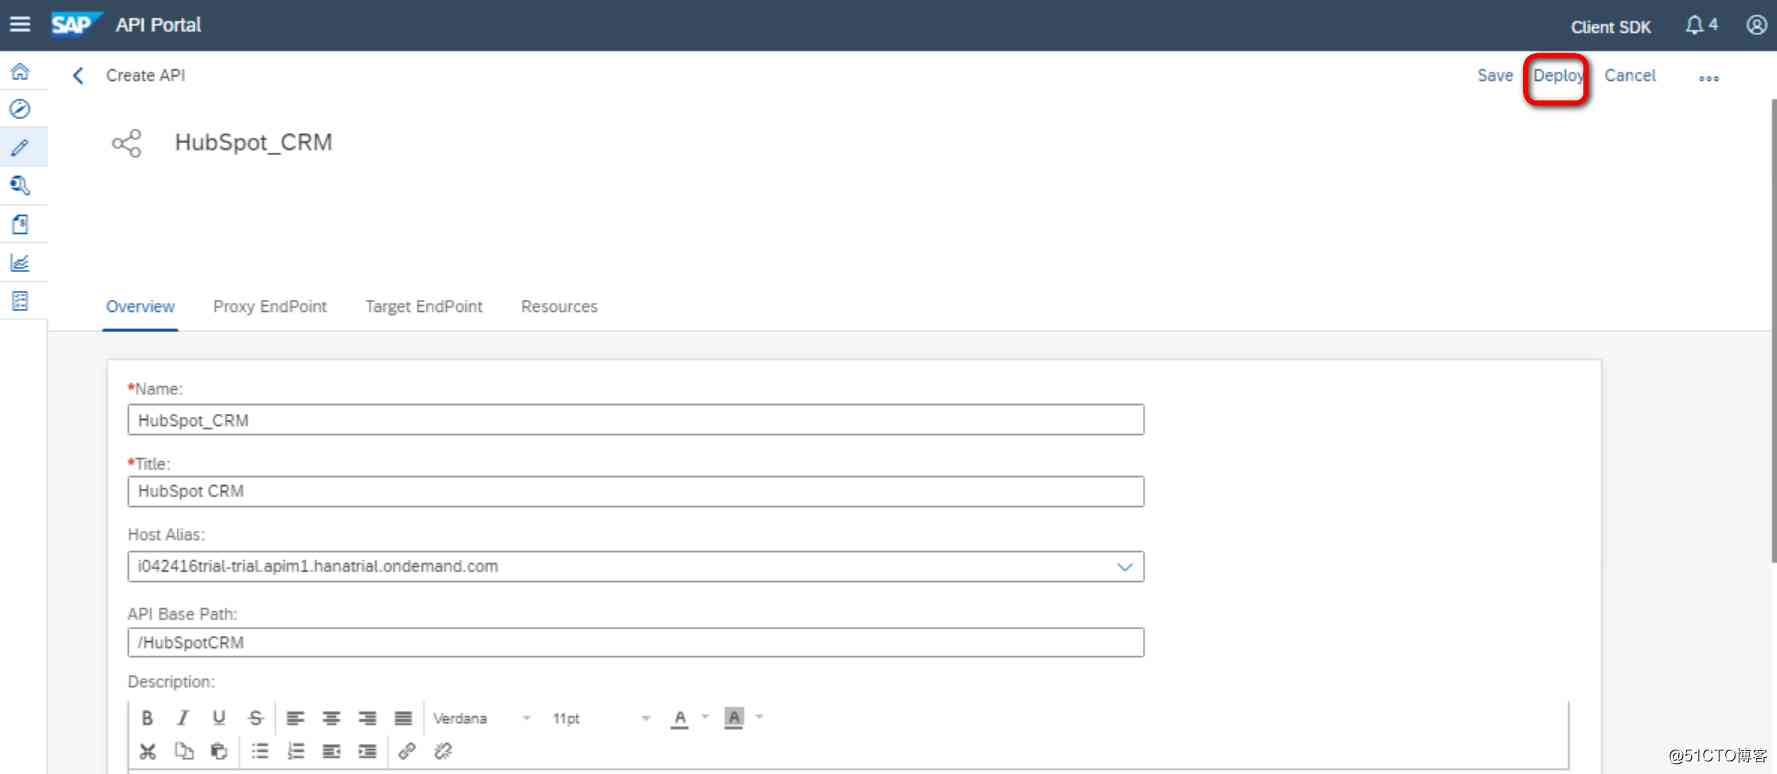 SAP API Portal Client SDK 4
Create API Save Deploy Cancel
HubSpot_CRM
Overview Proxy EndPoint Target EndPoint Resources
*Name:
HubSpot_CRM
*Title:
HubSpot CRM
Host Alias:
i042416trial-trial.apim1.hanatrial.ondemand.com
API Base Path:
/HubSpotCRM
Description:
B I U S Verdana 11pt A A
@51CTO博客